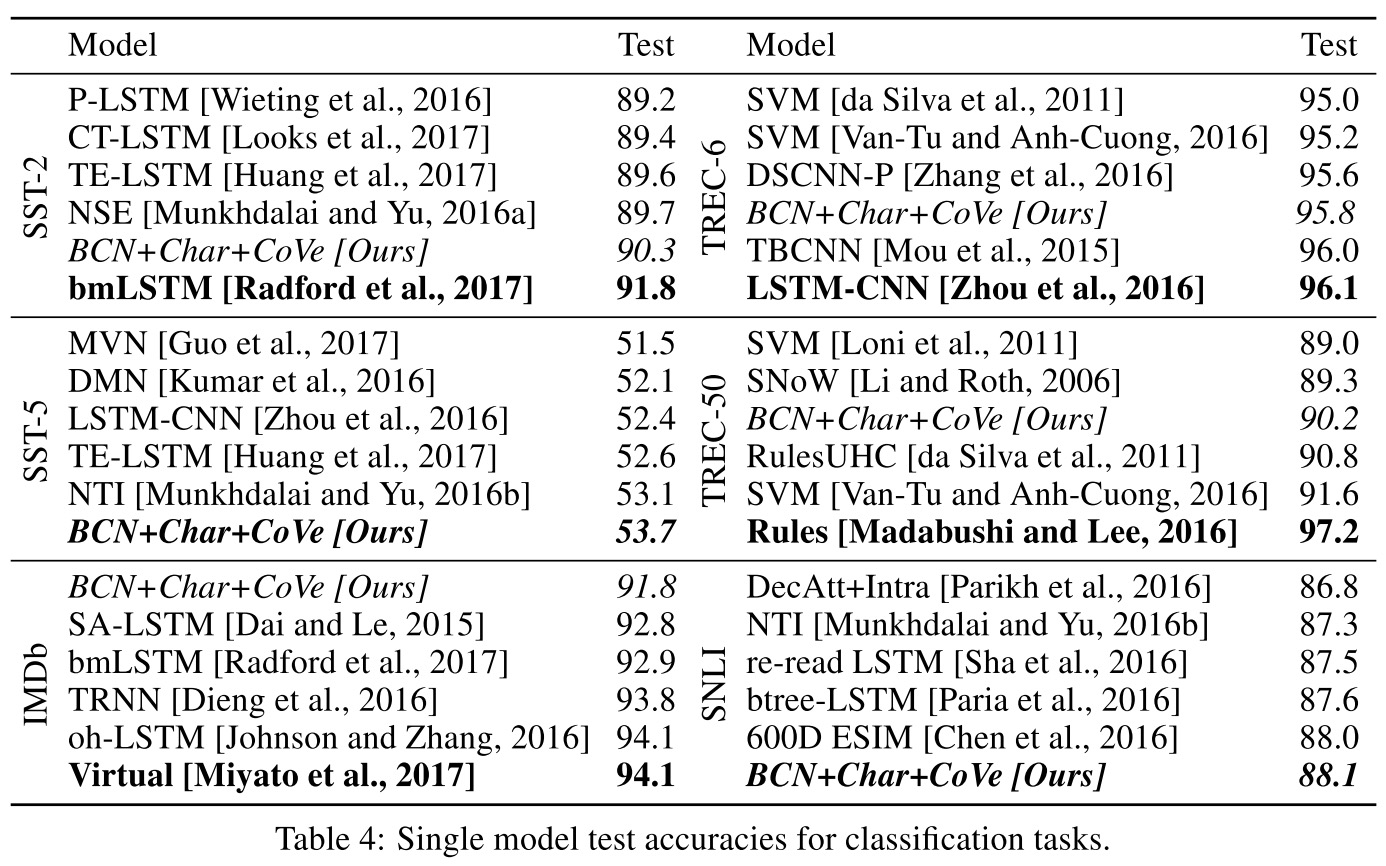 Model Test Model Test
SST-2
P-LSTM [Wieting et al., 2016] 89.2
CT-LSTM [Looks et al., 2017] 89.4
TE-LSTM [Huang et al., 2017] 89.6
NSE [Munkhdalai and Yu, 2016a] 89.7
BCN+Char+CoVe [Ours] 90.3
bmLSTM [Radford et al., 2017] 91.8
TREC-6
SVM [da Silva et al., 2011] 95.0
SVM [Van-Tu and Anh-Cuong, 2016] 95.2
DSCNN-P [Zhang et al., 2016] 95.6
BCN+Char+CoVe [Ours] 95.8
TBCNN [Mou et al., 2015] 96.0
LSTM-CNN [Zhou et al., 2016] 96.1
SST-5
MVN [Guo et al., 2017] 51.5
DMN [Kumar et al., 2016] 52.1
LSTM-CNN [Zhou et al., 2016] 52.4
TE-LSTM [Huang et al., 2017] 52.6
NTI [Munkhdalai and Yu, 2016b] 53.1
BCN+Char+CoVe [Ours] 53.7
TREC-50
SVM [Loni et al., 2011] 89.0
SNoW [Li and Roth, 2006] 89.3
BCN+Char+CoVe [Ours] 90.2
RulesUHC [da Silva et al., 2011] 90.8
SVM [Van-Tu and Anh-Cuong, 2016] 91.6
Rules [Madabushi and Lee, 2016] 97.2
IMDb
BCN+Char+CoVe [Ours] 91.8
SA-LSTM [Dai and Le, 2015] 92.8
bmLSTM [Radford et al., 2017] 92.9
TRNN [Dieng et al., 2016] 93.8
oh-LSTM [Johnson and Zhang, 2016] 94.1
Virtual [Miyato et al., 2017] 94.1
SNLI
DecAtt+Intra [Parikh et al., 2016] 86.8
NTI [Munkhdalai and Yu, 2016b] 87.3
re-read LSTM [Sha et al., 2016] 87.5
btree-LSTM [Paria et al., 2016] 87.6
600D ESIM [Chen et al., 2016] 88.0
BCN+Char+CoVe [Ours] 88.1
Table 4: Single model test accuracies for classification tasks.